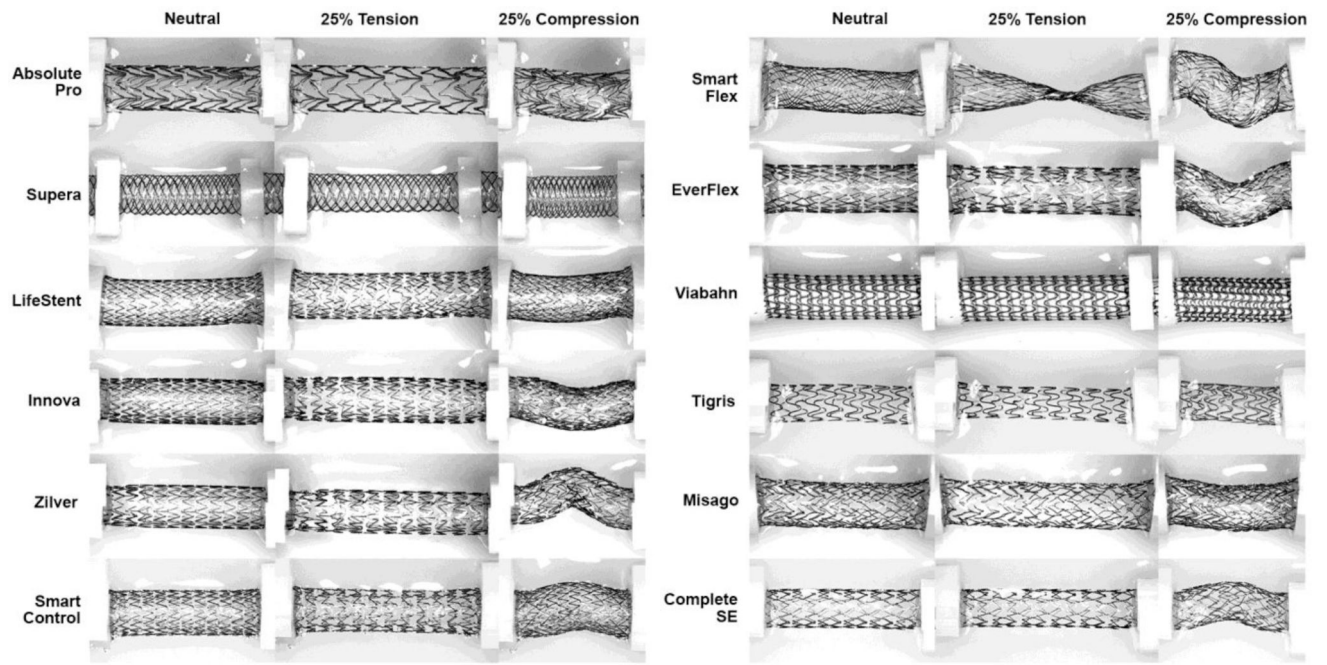 Neutral 25% Tension 25% Compression
Absolute
Pro
Supera
LifeStent
Innova
Zilver
Smart
Control
Neutral 25% Tension 25% Compression
Smart
Flex
EverFlex
Viabahn
Tigris
Misago
Complete
SE